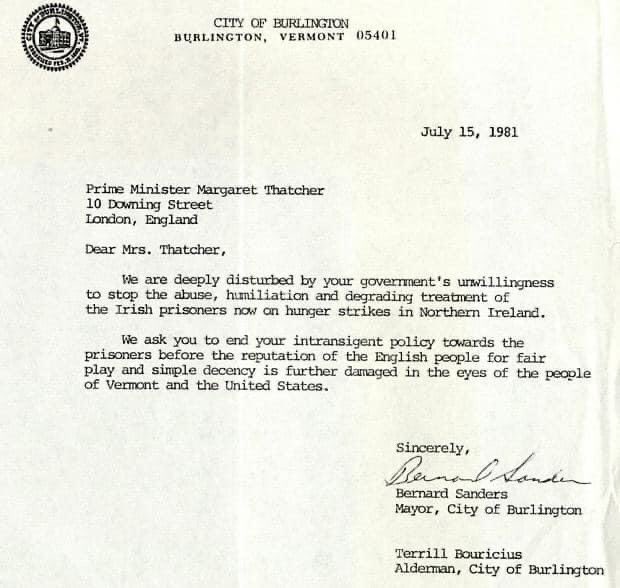 CITY OF BURLINGTON
BURLINGTON, VERMONT 05401
July 15, 1981
Prime Minister Margaret Thatcher
10 Downing Street
London, England
Dear Mrs. Thatcher,
We are deeply disturbed by your government's unwillingness
to stop the abuse, humiliation and degrading treatment of
the Irish prisoners now on hunger strikes in Northern Ireland.
We ask you to end your intransigent policy towards the
prisoners before the reputation of the English people for fair
play and simple decency is further damaged in the eyes of the people
of Vermont and the United States.
Sincerely,
Bernard Sanders
Bernard Sanders
Mayor, City of Burlington
Terrill Bouricius
Alderman, City of Burlington